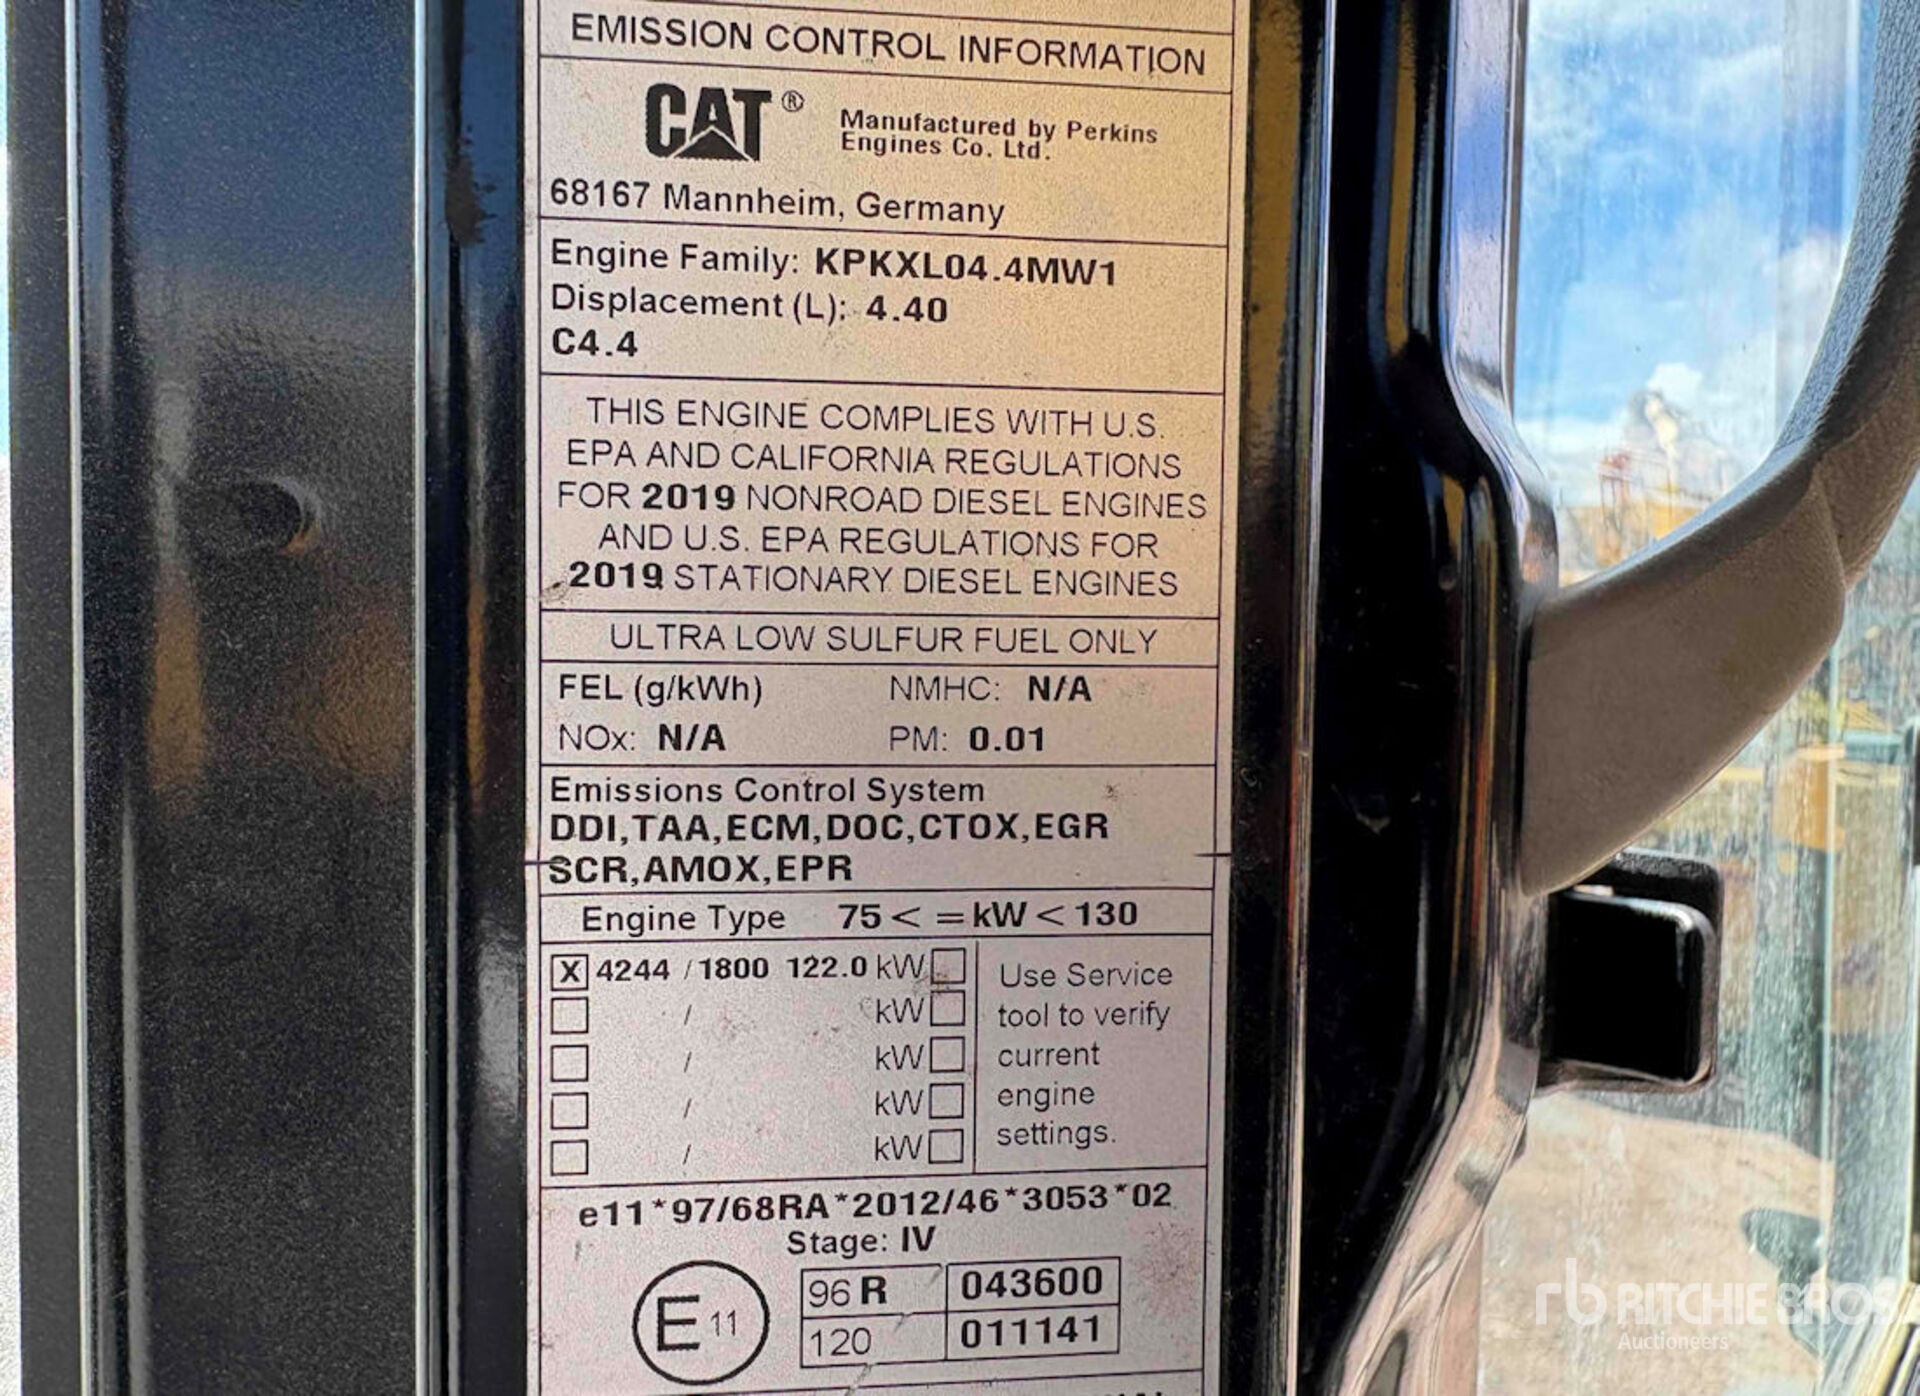 EMISSION CONTROL INFORMATION
CAT®
Manufactured by Perkins
Engines Co. Ltd.
68167 Mannheim, Germany
Engine Family: KPKXL04.4MW1
Displacement (L): 4.40
C4.4
THIS ENGINE COMPLIES WITH U.S.
EPA AND CALIFORNIA REGULATIONS
FOR 2019 NONROAD DIESEL ENGINES
AND U.S. EPA REGULATIONS FOR
2019 STATIONARY DIESEL ENGINES
ULTRA LOW SULFUR FUEL ONLY
FEL (g/kWh) NMHC: N/A
NOx: N/A PM: 0.01
Emissions Control System
DDI,TAA,ECM,DOC,CTOX,EGR
SCR,AMOX,EPR
Engine Type 75 < = kW < 130
X 4244 / 1800 122.0 kW
/ kW
/ kW
/ kW
/ kW
Use Service
tool to verify
current
engine
settings.
e11*97/68RA*2012/46*3053*02
Stage: IV
E 11
96 R 043600
120 011141
rb RITCHIE BROS
Auctioneers